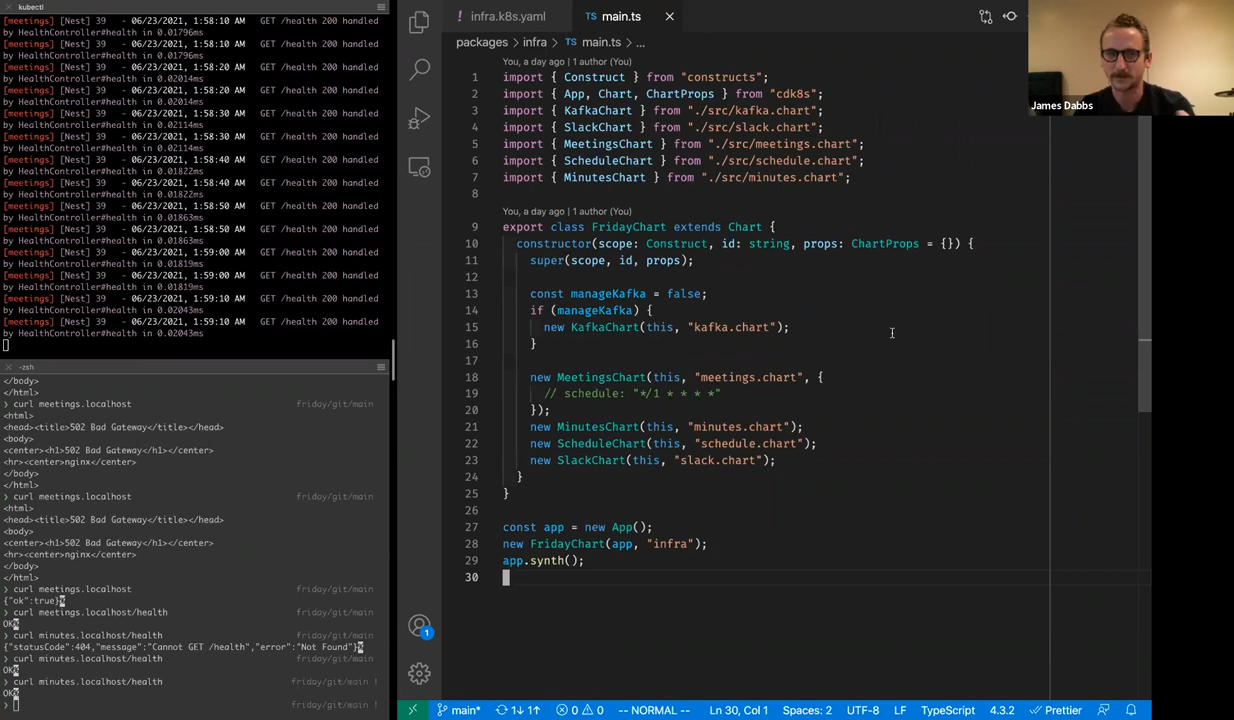 kubectl
[meetings] [Nest] 39 - 06/23/2021, 1:58:10 AM GET /health 200 handled
by HealthController#health in 0.01796ms
[meetings] [Nest] 39 - 06/23/2021, 1:58:10 AM GET /health 200 handled
by HealthController#health in 0.01796ms
[meetings] [Nest] 39 - 06/23/2021, 1:58:20 AM GET /health 200 handled
by HealthController#health in 0.02014ms
[meetings] [Nest] 39 - 06/23/2021, 1:58:20 AM GET /health 200 handled
by HealthController#health in 0.02014ms
[meetings] [Nest] 39 - 06/23/2021, 1:58:30 AM GET /health 200 handled
by HealthController#health in 0.02114ms
[meetings] [Nest] 39 - 06/23/2021, 1:58:30 AM GET /health 200 handled
by HealthController#health in 0.02114ms
[meetings] [Nest] 39 - 06/23/2021, 1:58:40 AM GET /health 200 handled
by HealthController#health in 0.01822ms
[meetings] [Nest] 39 - 06/23/2021, 1:58:40 AM GET /health 200 handled
by HealthController#health in 0.01822ms
[meetings] [Nest] 39 - 06/23/2021, 1:58:50 AM GET /health 200 handled
by HealthController#health in 0.01863ms
[meetings] [Nest] 39 - 06/23/2021, 1:58:50 AM GET /health 200 handled
by HealthController#health in 0.01863ms
[meetings] [Nest] 39 - 06/23/2021, 1:59:00 AM GET /health 200 handled
by HealthController#health in 0.01819ms
[meetings] [Nest] 39 - 06/23/2021, 1:59:00 AM GET /health 200 handled
by HealthController#health in 0.01819ms
[meetings] [Nest] 39 - 06/23/2021, 1:59:10 AM GET /health 200 handled
by HealthController#health in 0.02043ms
[meetings] [Nest] 39 - 06/23/2021, 1:59:10 AM GET /health 200 handled
by HealthController#health in 0.02043ms
-zsh
</body>
</html>
❯ curl meetings.localhost friday/git/main
<html>
<head><title>502 Bad Gateway</title></head>
<body>
<center><h1>502 Bad Gateway</h1></center>
<hr><center>nginx</center>
</body>
</html>
❯ curl meetings.localhost friday/git/main
<html>
<head><title>502 Bad Gateway</title></head>
<body>
<center><h1>502 Bad Gateway</h1></center>
<hr><center>nginx</center>
</body>
</html>
❯ curl meetings.localhost friday/git/main
{"ok":true}%
❯ curl meetings.localhost/health friday/git/main
OK%
❯ curl minutes.localhost/health friday/git/main
{"statusCode":404,"message":"Cannot GET /health","error":"Not Found"}%
❯ curl minutes.localhost/health friday/git/main !
OK%
❯ curl minutes.localhost/health friday/git/main !
OK%
❯ friday/git/main !
infra.k8s.yaml
TS main.ts
packages > infra > TS main.ts > ...
You, a day ago | 1 author (You)
1 import { Construct } from "constructs";
2 import { App, Chart, ChartProps } from "cdk8s";
3 import { KafkaChart } from "./src/kafka.chart";
4 import { SlackChart } from "./src/slack.chart";
5 import { MeetingsChart } from "./src/meetings.chart";
6 import { ScheduleChart } from "./src/schedule.chart";
7 import { MinutesChart } from "./src/minutes.chart";
8
You, a day ago | 1 author (You)
9 export class FridayChart extends Chart {
10 constructor(scope: Construct, id: string, props: ChartProps = {}) {
11 super(scope, id, props);
12
13 const manageKafka = false;
14 if (manageKafka) {
15 new KafkaChart(this, "kafka.chart");
16 }
17
18 new MeetingsChart(this, "meetings.chart", {
19 // schedule: "*/1 * * * *"
20 });
21 new MinutesChart(this, "minutes.chart");
22 new ScheduleChart(this, "schedule.chart");
23 new SlackChart(this, "slack.chart");
24 }
25 }
26
27 const app = new App();
28 new FridayChart(app, "infra");
29 app.synth();
30
James Dabbs
1
main* 1↓ 1↑ 0 0 -- NORMAL -- Ln 30, Col 1 Spaces: 2 UTF-8 LF TypeScript 4.3.2 Prettier